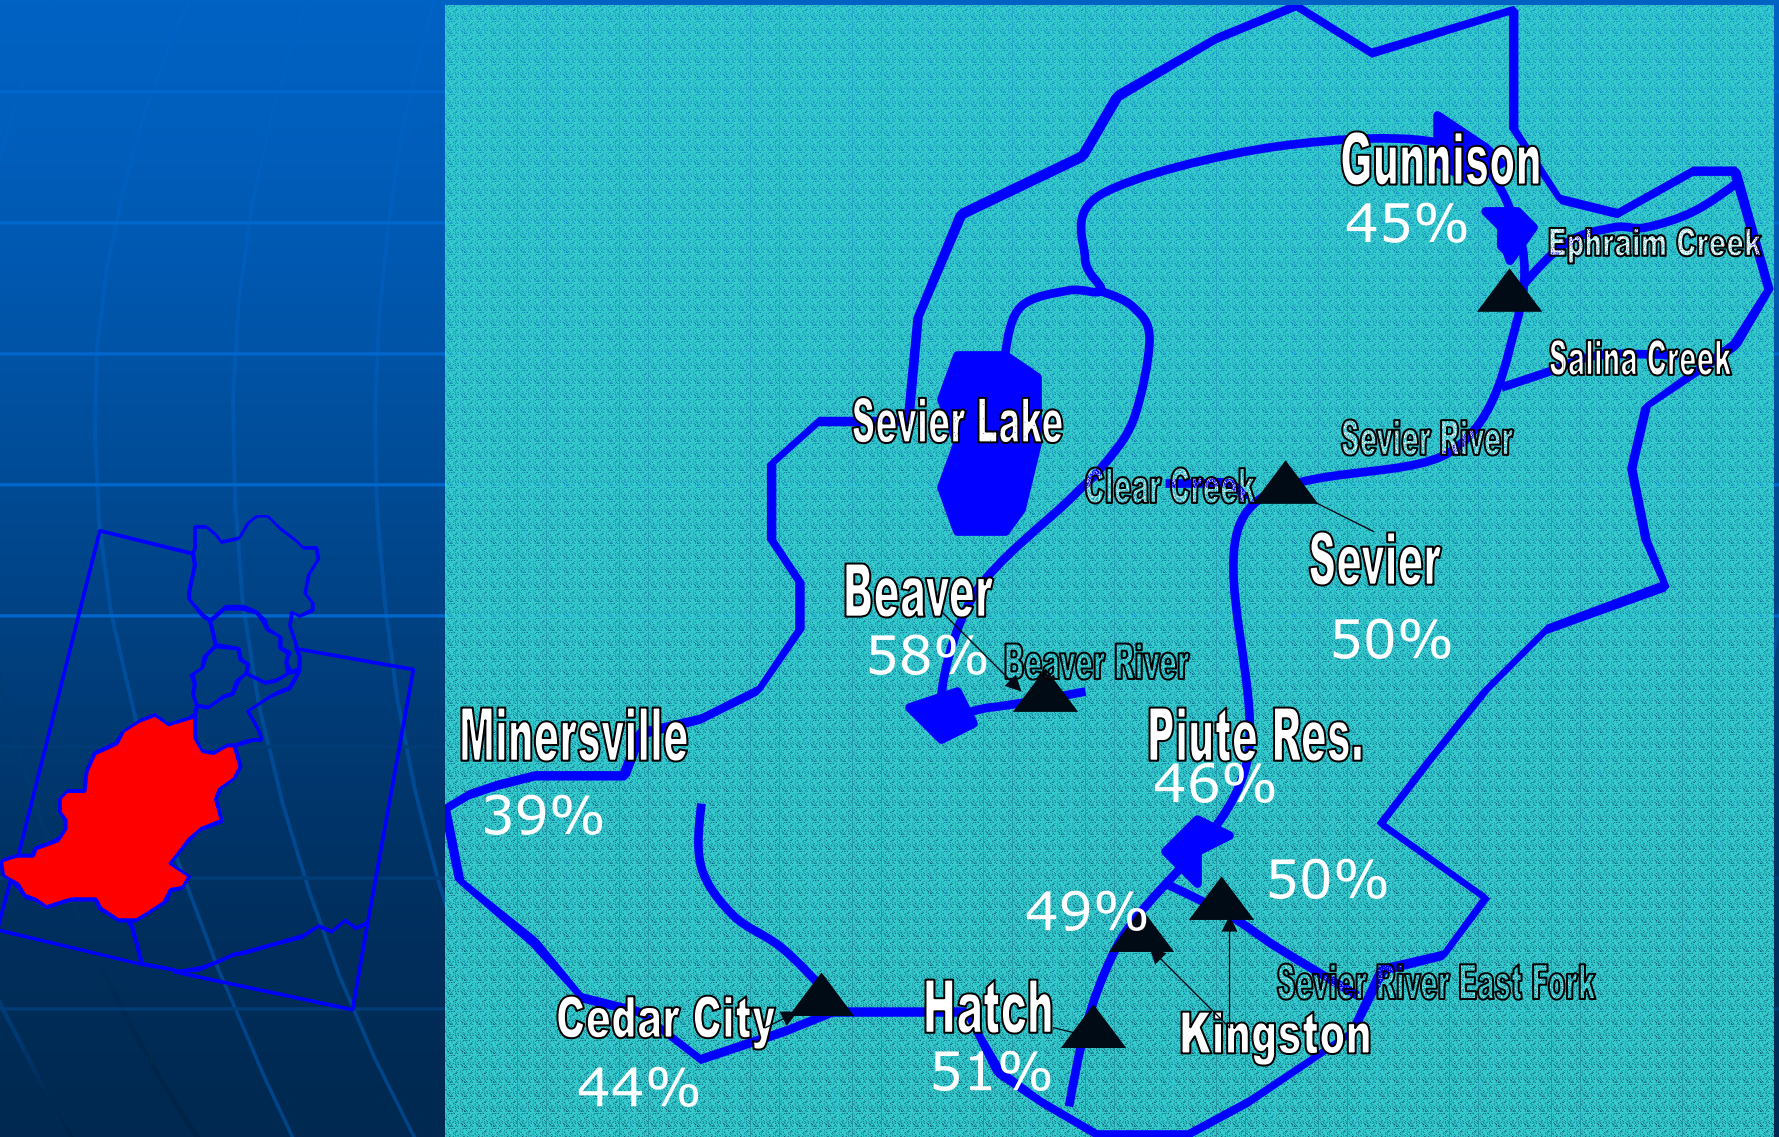 Gunnison
45%
Ephraim Creek
Salina Creek
Sevier Lake
Sevier River
Clear Creek
Sevier
50%
Beaver
58%
Beaver River
Minersville
39%
Piute Res.
46%
50%
49%
Sevier River East Fork
Cedar City
44%
Hatch
51%
Kingston